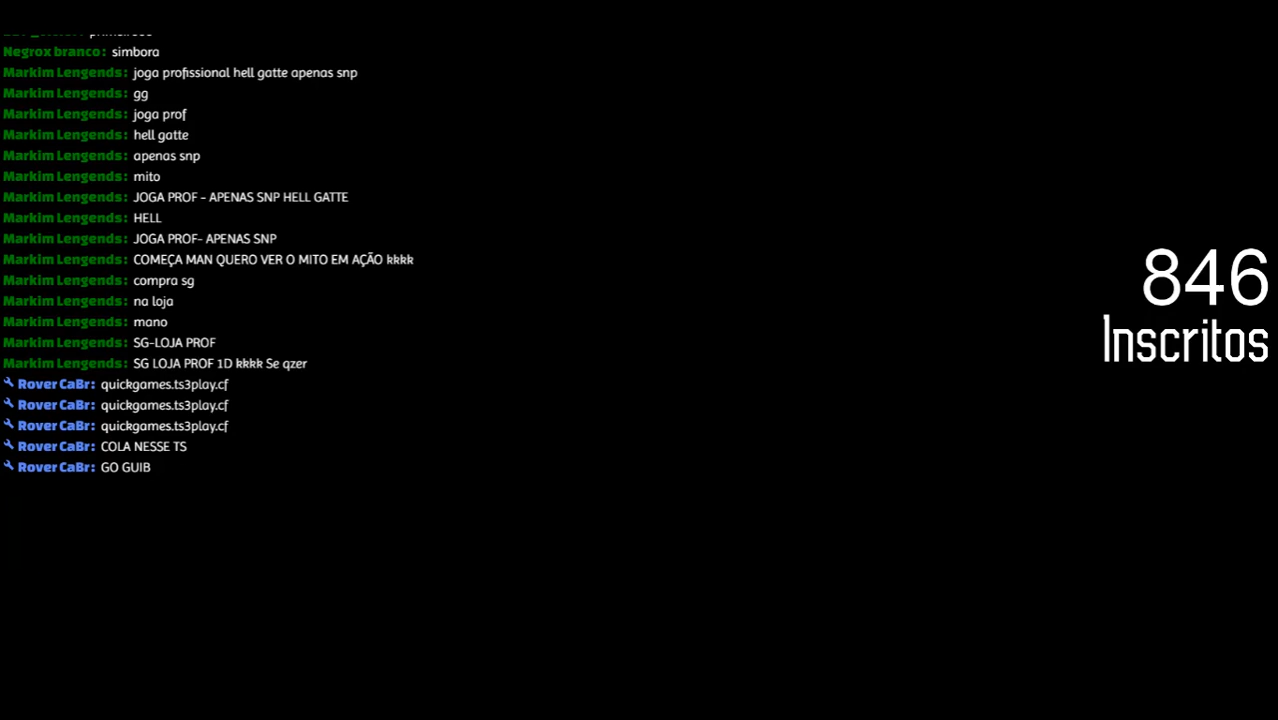 Negrox branco: simbora
Markim Lengends: joga profissional hell gatte apenas snp
Markim Lengends: gg
Markim Lengends: joga prof
Markim Lengends: hell gatte
Markim Lengends: apenas snp
Markim Lengends: mito
Markim Lengends: JOGA PROF - APENAS SNP HELL GATTE
Markim Lengends: HELL
Markim Lengends: JOGA PROF- APENAS SNP
Markim Lengends: COMEÇA MAN QUERO VER O MITO EM AÇÃO kkkk
Markim Lengends: compra sg
Markim Lengends: na loja
Markim Lengends: mano
Markim Lengends: SG-LOJA PROF
Markim Lengends: SG LOJA PROF 1D kkkk Se qzer
Rover CaBr: quickgames.ts3play.cf
Rover CaBr: quickgames.ts3play.cf
Rover CaBr: quickgames.ts3play.cf
Rover CaBr: COLA NESSE TS
Rover CaBr: GO GUIB
846
Inscritos